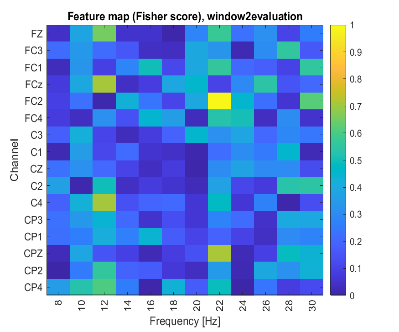 Feature map (Fisher score), window2evaluation
FZ
FC3
FC1
FCz
FC2
FC4
C3
C1
CZ
C2
C4
CP3
CP1
CPZ
CP2
CP4
Channel
8 10 12 14 16 18 20 22 24 26 28 30
Frequency [Hz]
1
0.9
0.8
0.7
0.6
0.5
0.4
0.3
0.2
0.1
0